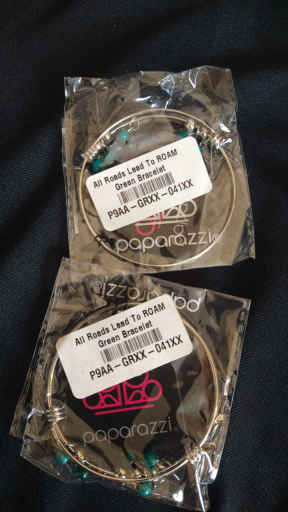 All Roads Lead To ROAM
Green Bracelet
P9AA-GRXX-041XX
paparazzi
paparazzi
All Roads Lead To ROAM
Green Bracelet
P9AA-GRXX-041XX
paparazzi